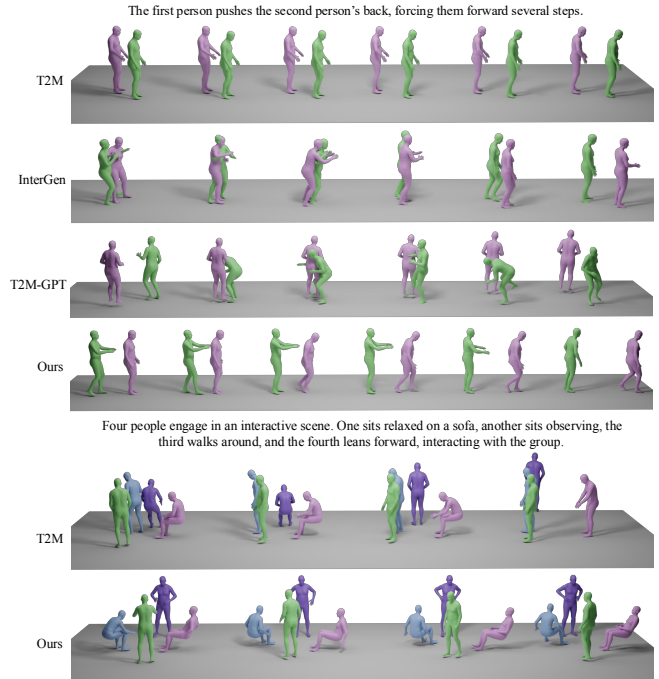 The first person pushes the second person's back, forcing them forward several steps.
T2M
InterGen
T2M-GPT
Ours
Four people engage in an interactive scene. One sits relaxed on a sofa, another sits observing, the
third walks around, and the fourth leans forward, interacting with the group.
T2M
Ours